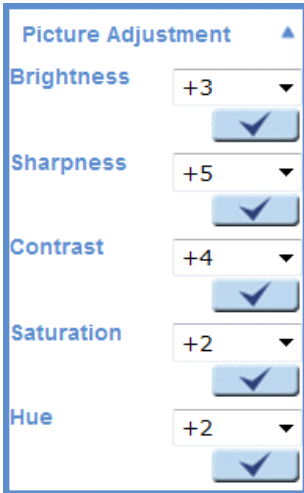 Picture Adjustment
Brightness
+3
Sharpness
+5
Contrast
+4
Saturation
+2
Hue
+2